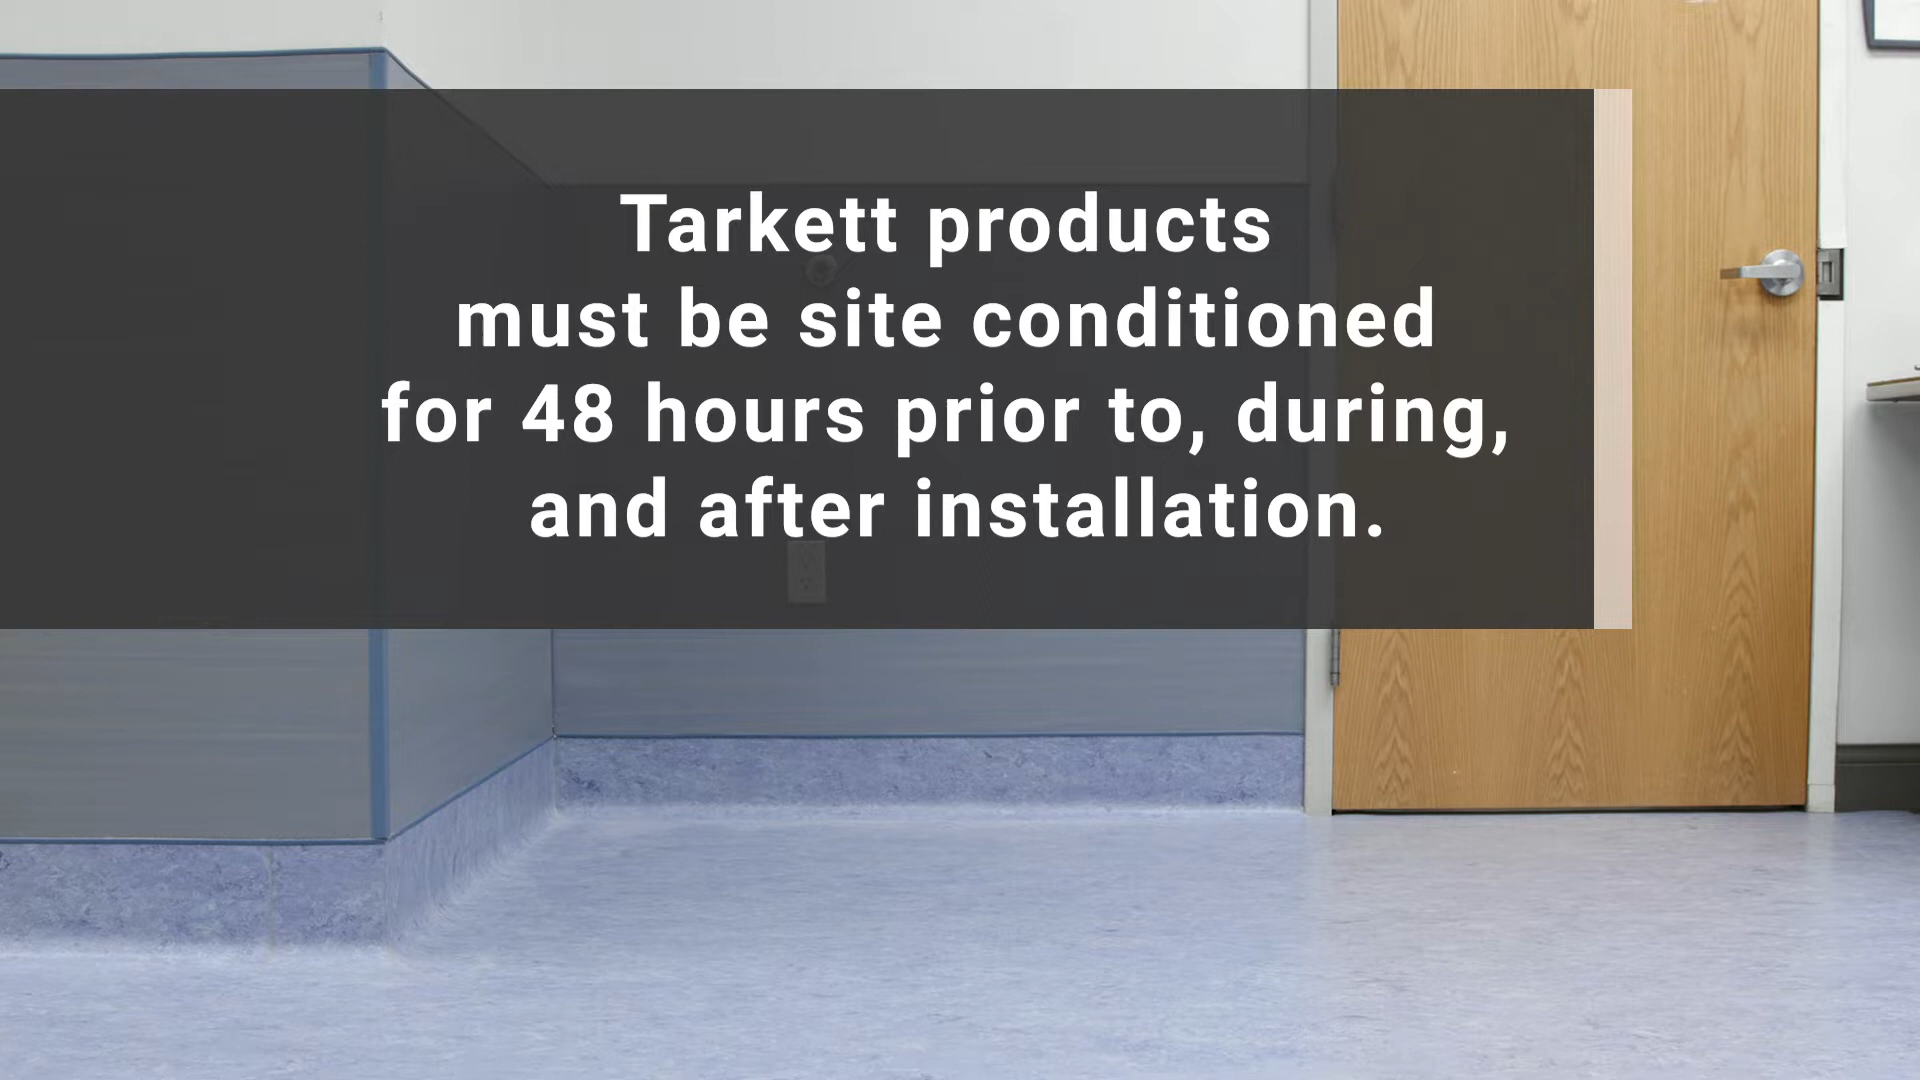 Tarkett products
must be site conditioned
for 48 hours prior to, during,
and after installation.